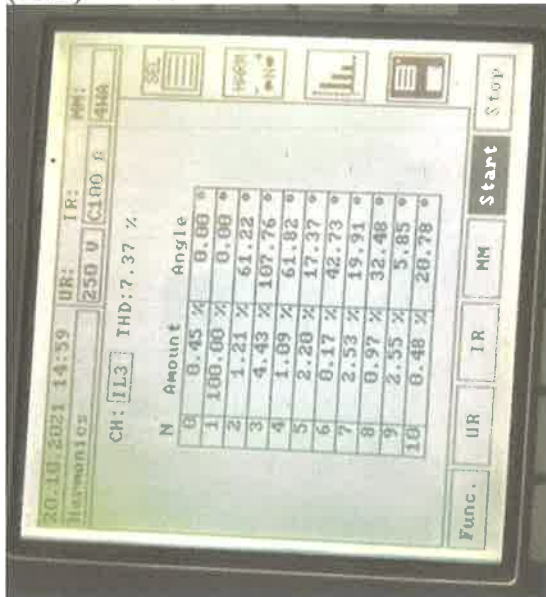 20.10.2021 14:59 UR: IR: MM:
Harmonics 250 V C100 A 4WA
CH: IL3 THD:7.37 %
N Amount Angle
0 0.45 % 0.00 °
1 100.00 % 0.00 °
2 1.21 % 61.22 °
3 4.43 % 107.76 °
4 1.09 % 61.82 °
5 2.20 % 17.37 °
6 0.17 % 42.73 °
7 2.53 % 19.91 °
8 0.97 % 32.48 °
9 2.55 % 5.85 °
10 0.48 % 20.78 °
SEL
HARM
N
Func. UR IR MM Start Stop